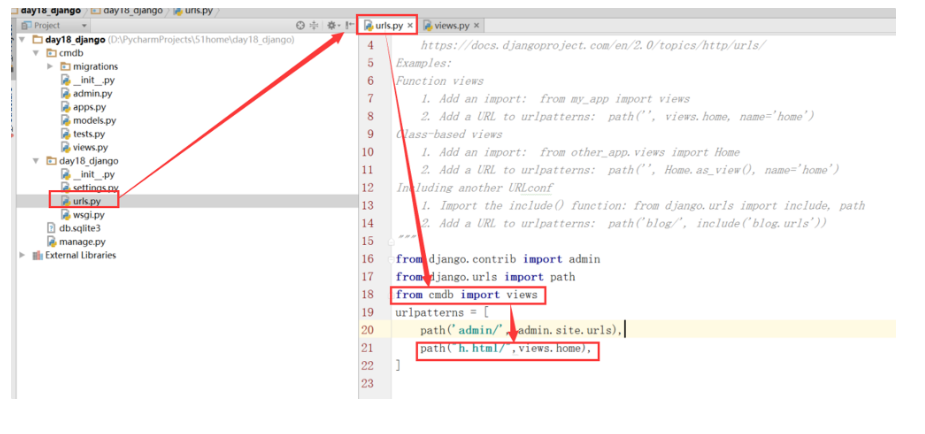 day18_django day18_django urls.py
Project
urls.py × views.py ×
day18_django (D:\PycharmProjects\S1home\day18_django)
cmdb
migrations
__init__.py
admin.py
apps.py
models.py
tests.py
views.py
day18_django
__init__.py
settings.py
urls.py
wsgi.py
db.sqlite3
manage.py
External Libraries
4 https://docs.djangoproject.com/en/2.0/topics/http/urls/
5 Examples:
6 Function views
7 1. Add an import: from my_app import views
8 2. Add a URL to urlpatterns: path('', views.home, name='home')
9 Class-based views
10 1. Add an import: from other_app.views import Home
11 2. Add a URL to urlpatterns: path('', Home.as_view(), name='home')
12 Including another URLconf
13 1. Import the include() function: from django.urls import include, path
14 2. Add a URL to urlpatterns: path('blog/', include('blog.urls'))
15 """
16 from django.contrib import admin
17 from django.urls import path
18 from cmdb import views
19 urlpatterns = [
20 path('admin/', admin.site.urls),
21 path('h.html/',views.home),
22 ]
23